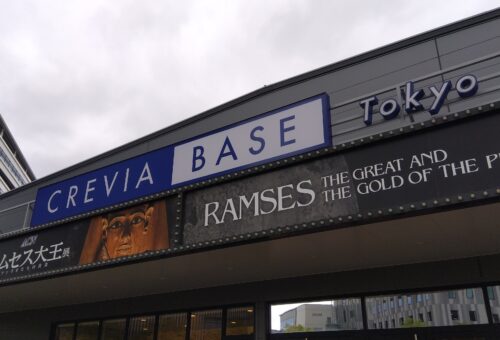 CREVIA BASE Tokyo
ムセス大王展
RAMSES THE GREAT AND
THE GOLD OF THE P